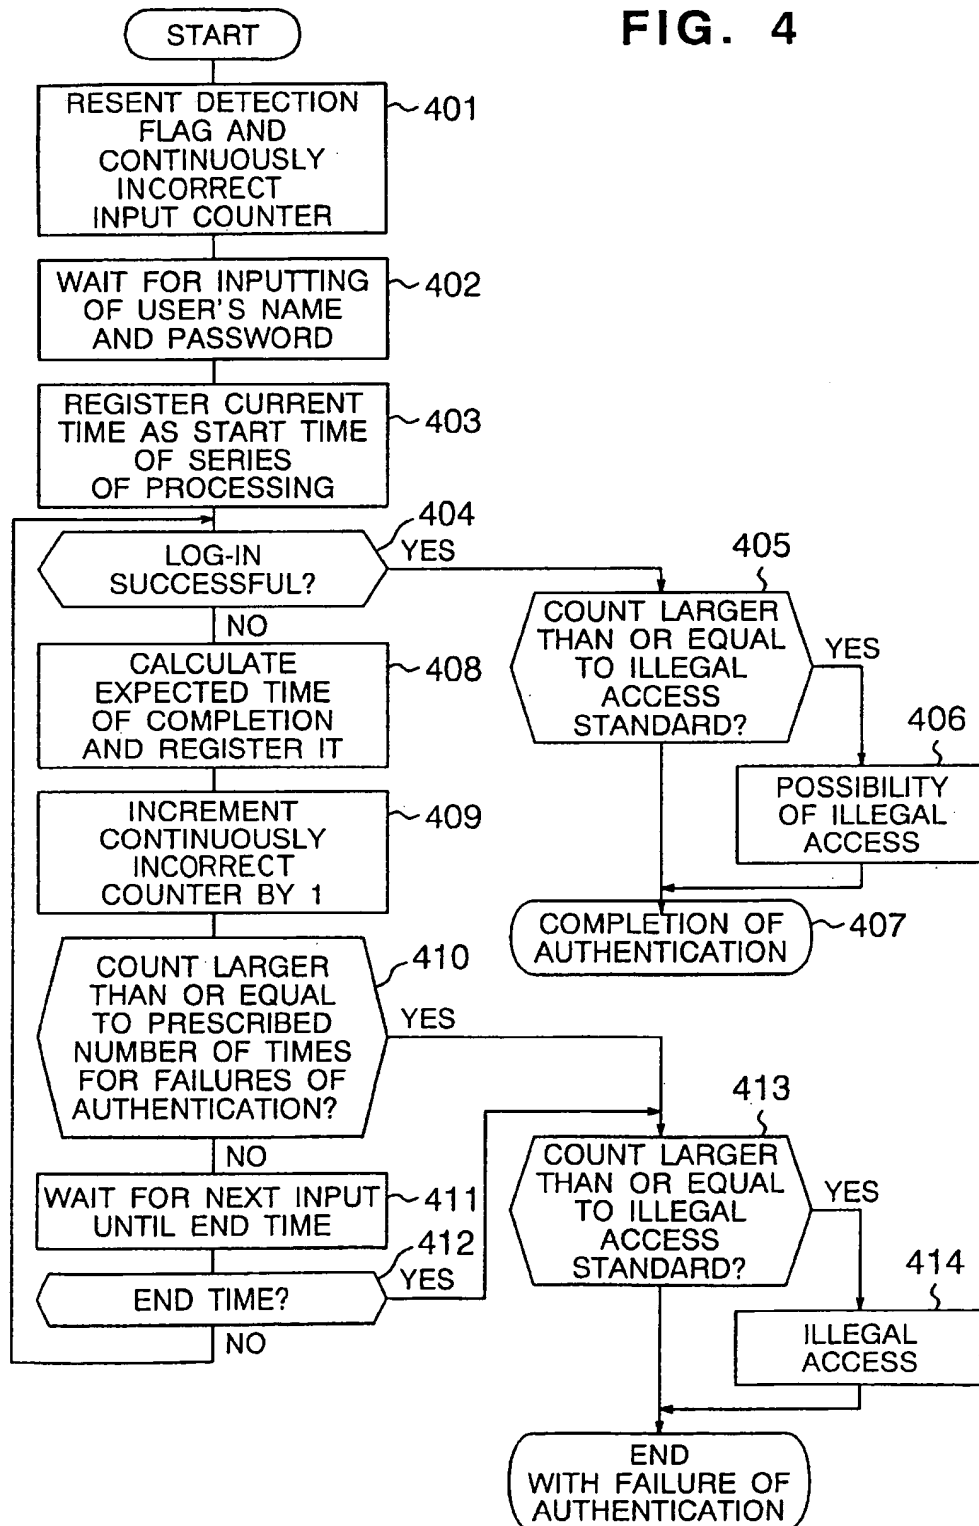 FIG. 4
START
RESENT DETECTION
FLAG AND
CONTINUOUSLY
INCORRECT
INPUT COUNTER
401
WAIT FOR INPUTTING
OF USER'S NAME
AND PASSWORD
402
REGISTER CURRENT
TIME AS START TIME
OF SERIES
OF PROCESSING
403
LOG-IN
SUCCESSFUL?
404
YES
NO
COUNT LARGER
THAN OR EQUAL
TO ILLEGAL
ACCESS
STANDARD?
405
YES
POSSIBILITY
OF ILLEGAL
ACCESS
406
COMPLETION OF
AUTHENTICATION
407
CALCULATE
EXPECTED TIME
OF COMPLETION
AND REGISTER IT
408
INCREMENT
CONTINUOUSLY
INCORRECT
COUNTER BY 1
409
COUNT LARGER
THAN OR EQUAL
TO PRESCRIBED
NUMBER OF TIMES
FOR FAILURES OF
AUTHENTICATION?
410
YES
NO
WAIT FOR NEXT INPUT
UNTIL END TIME
411
END TIME?
412
YES
NO
COUNT LARGER
THAN OR EQUAL
TO ILLEGAL
ACCESS
STANDARD?
413
YES
ILLEGAL
ACCESS
414
END
WITH FAILURE OF
AUTHENTICATION